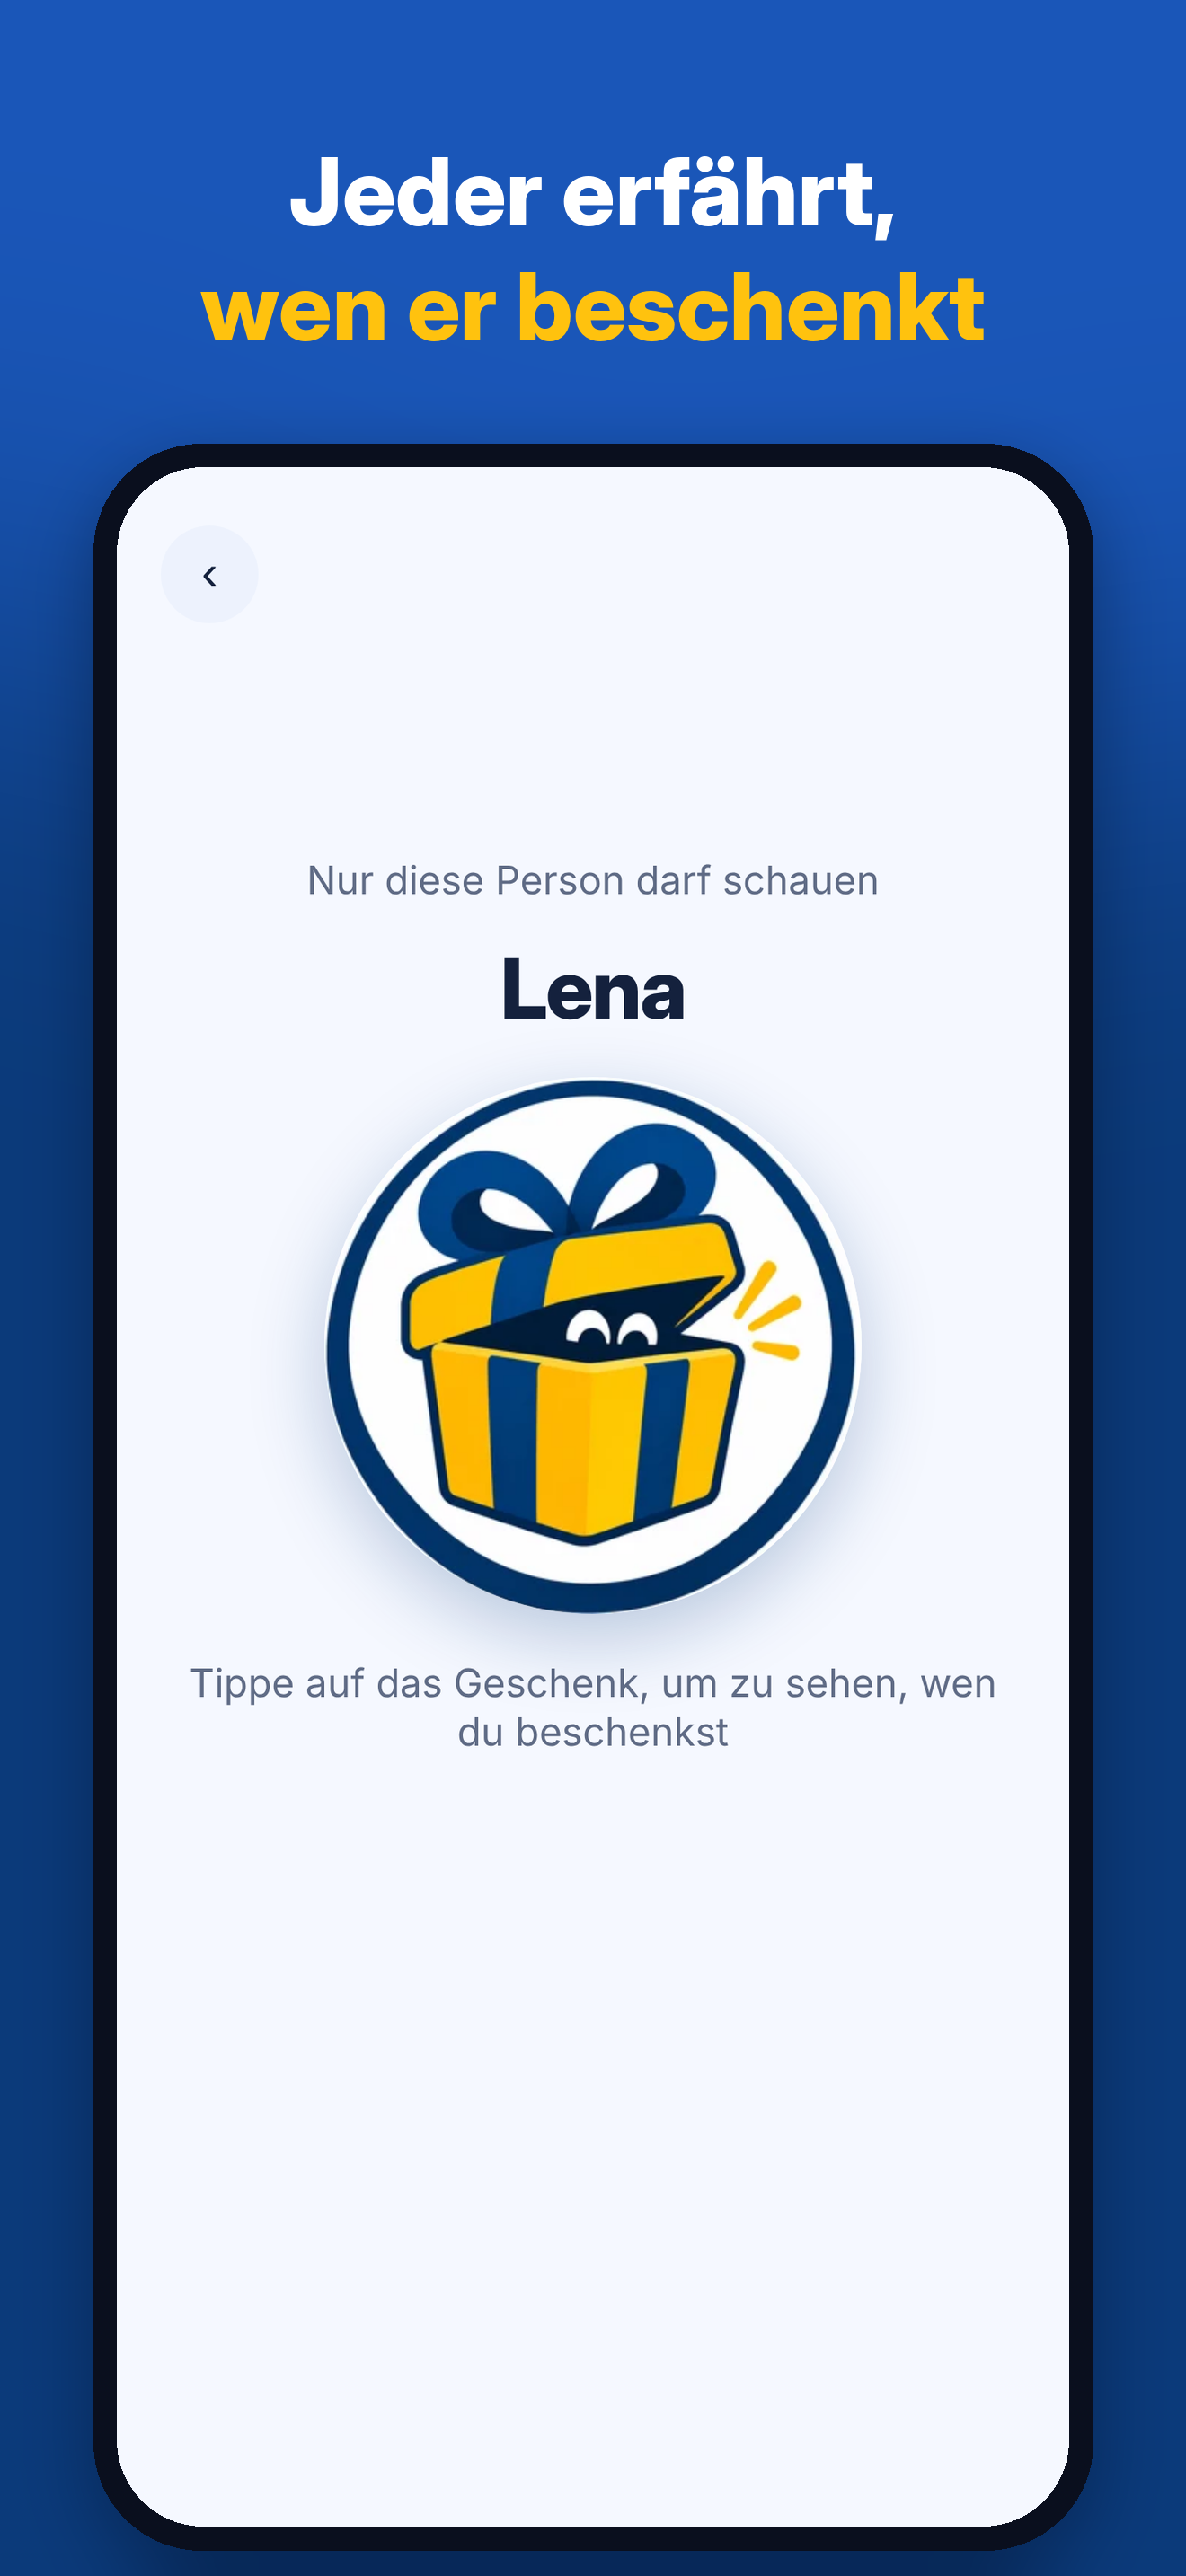 Jeder erfährt,
wen er beschenkt
‹
Nur diese Person darf schauen
Lena
Tippe auf das Geschenk, um zu sehen, wen
du beschenkst